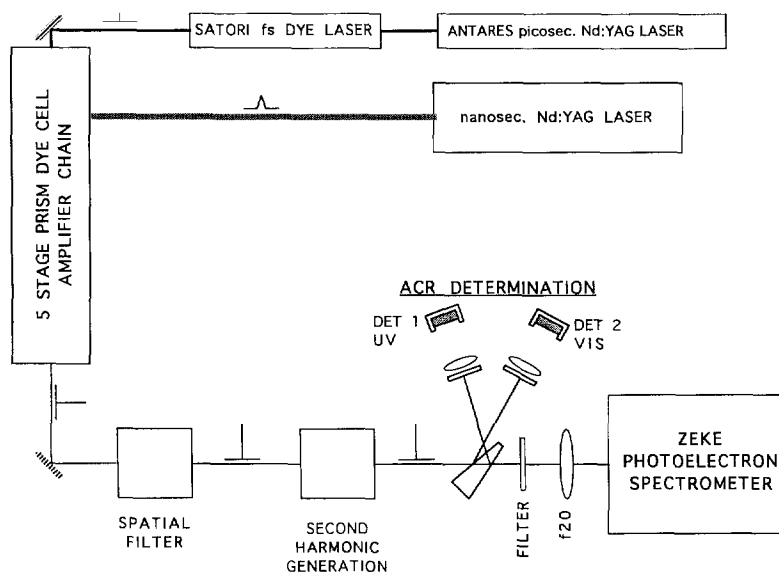 SATORI fs DYE LASER
ANTARES picosec. Nd:YAG LASER
5 STAGE PRISM DYE CELL
AMPLIFIER CHAIN
nanosec. Nd:YAG LASER
ACR DETERMINATION
DET 1
UV
DET 2
VIS
SPATIAL
FILTER
SECOND
HARMONIC
GENERATION
FILTER
f20
ZEKE
PHOTOELECTRON
SPECTROMETER